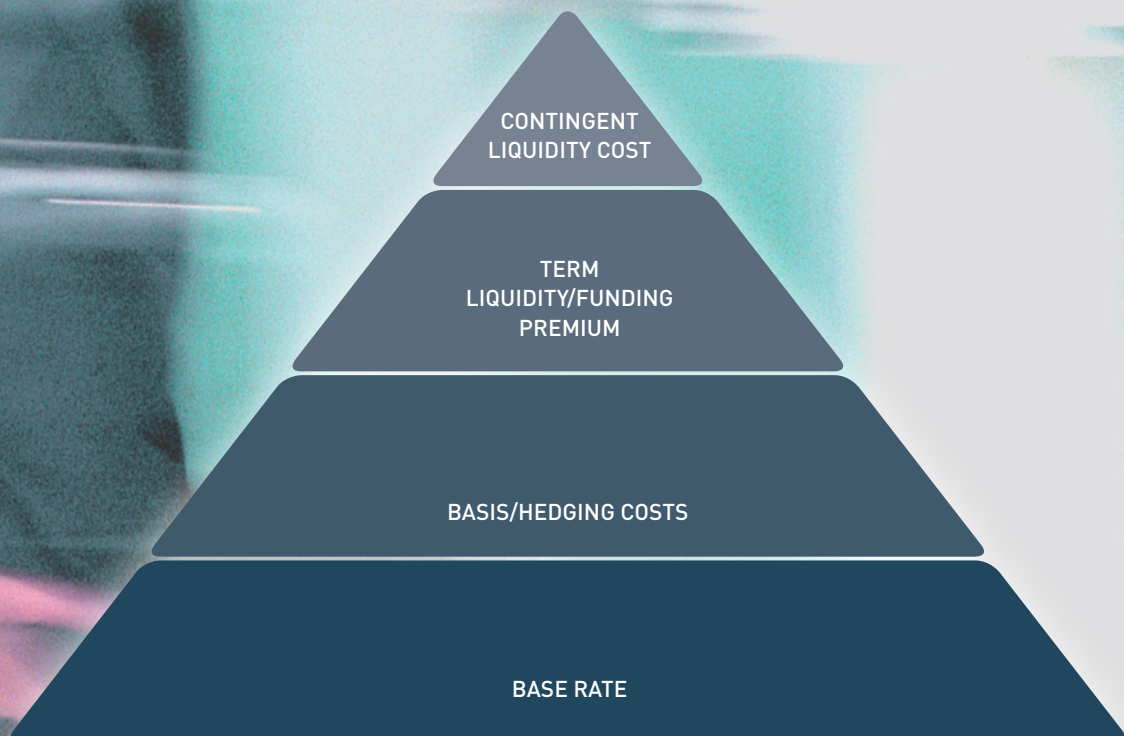 CONTINGENT
LIQUIDITY COST
TERM
LIQUIDITY/FUNDING
PREMIUM
BASIS/HEDGING COSTS
BASE RATE